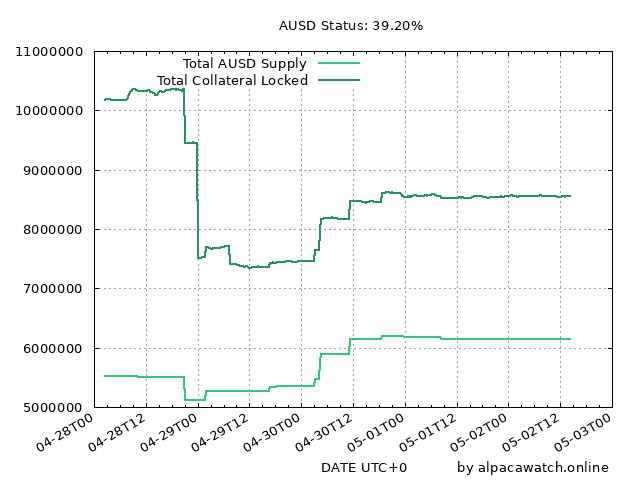 AUSD Status: 39.20%
11000000
Total AUSD Supply
Total Collateral Locked
10000000
9000000
8000000
7000000
6000000
5000000
04-28T00
04-28T12
04-29T00
04-29T12
04-30T00
04-30T12
05-01T00
05-01T12
05-02T00
05-02T12
05-03T00
DATE UTC+0
by alpacawatch.online